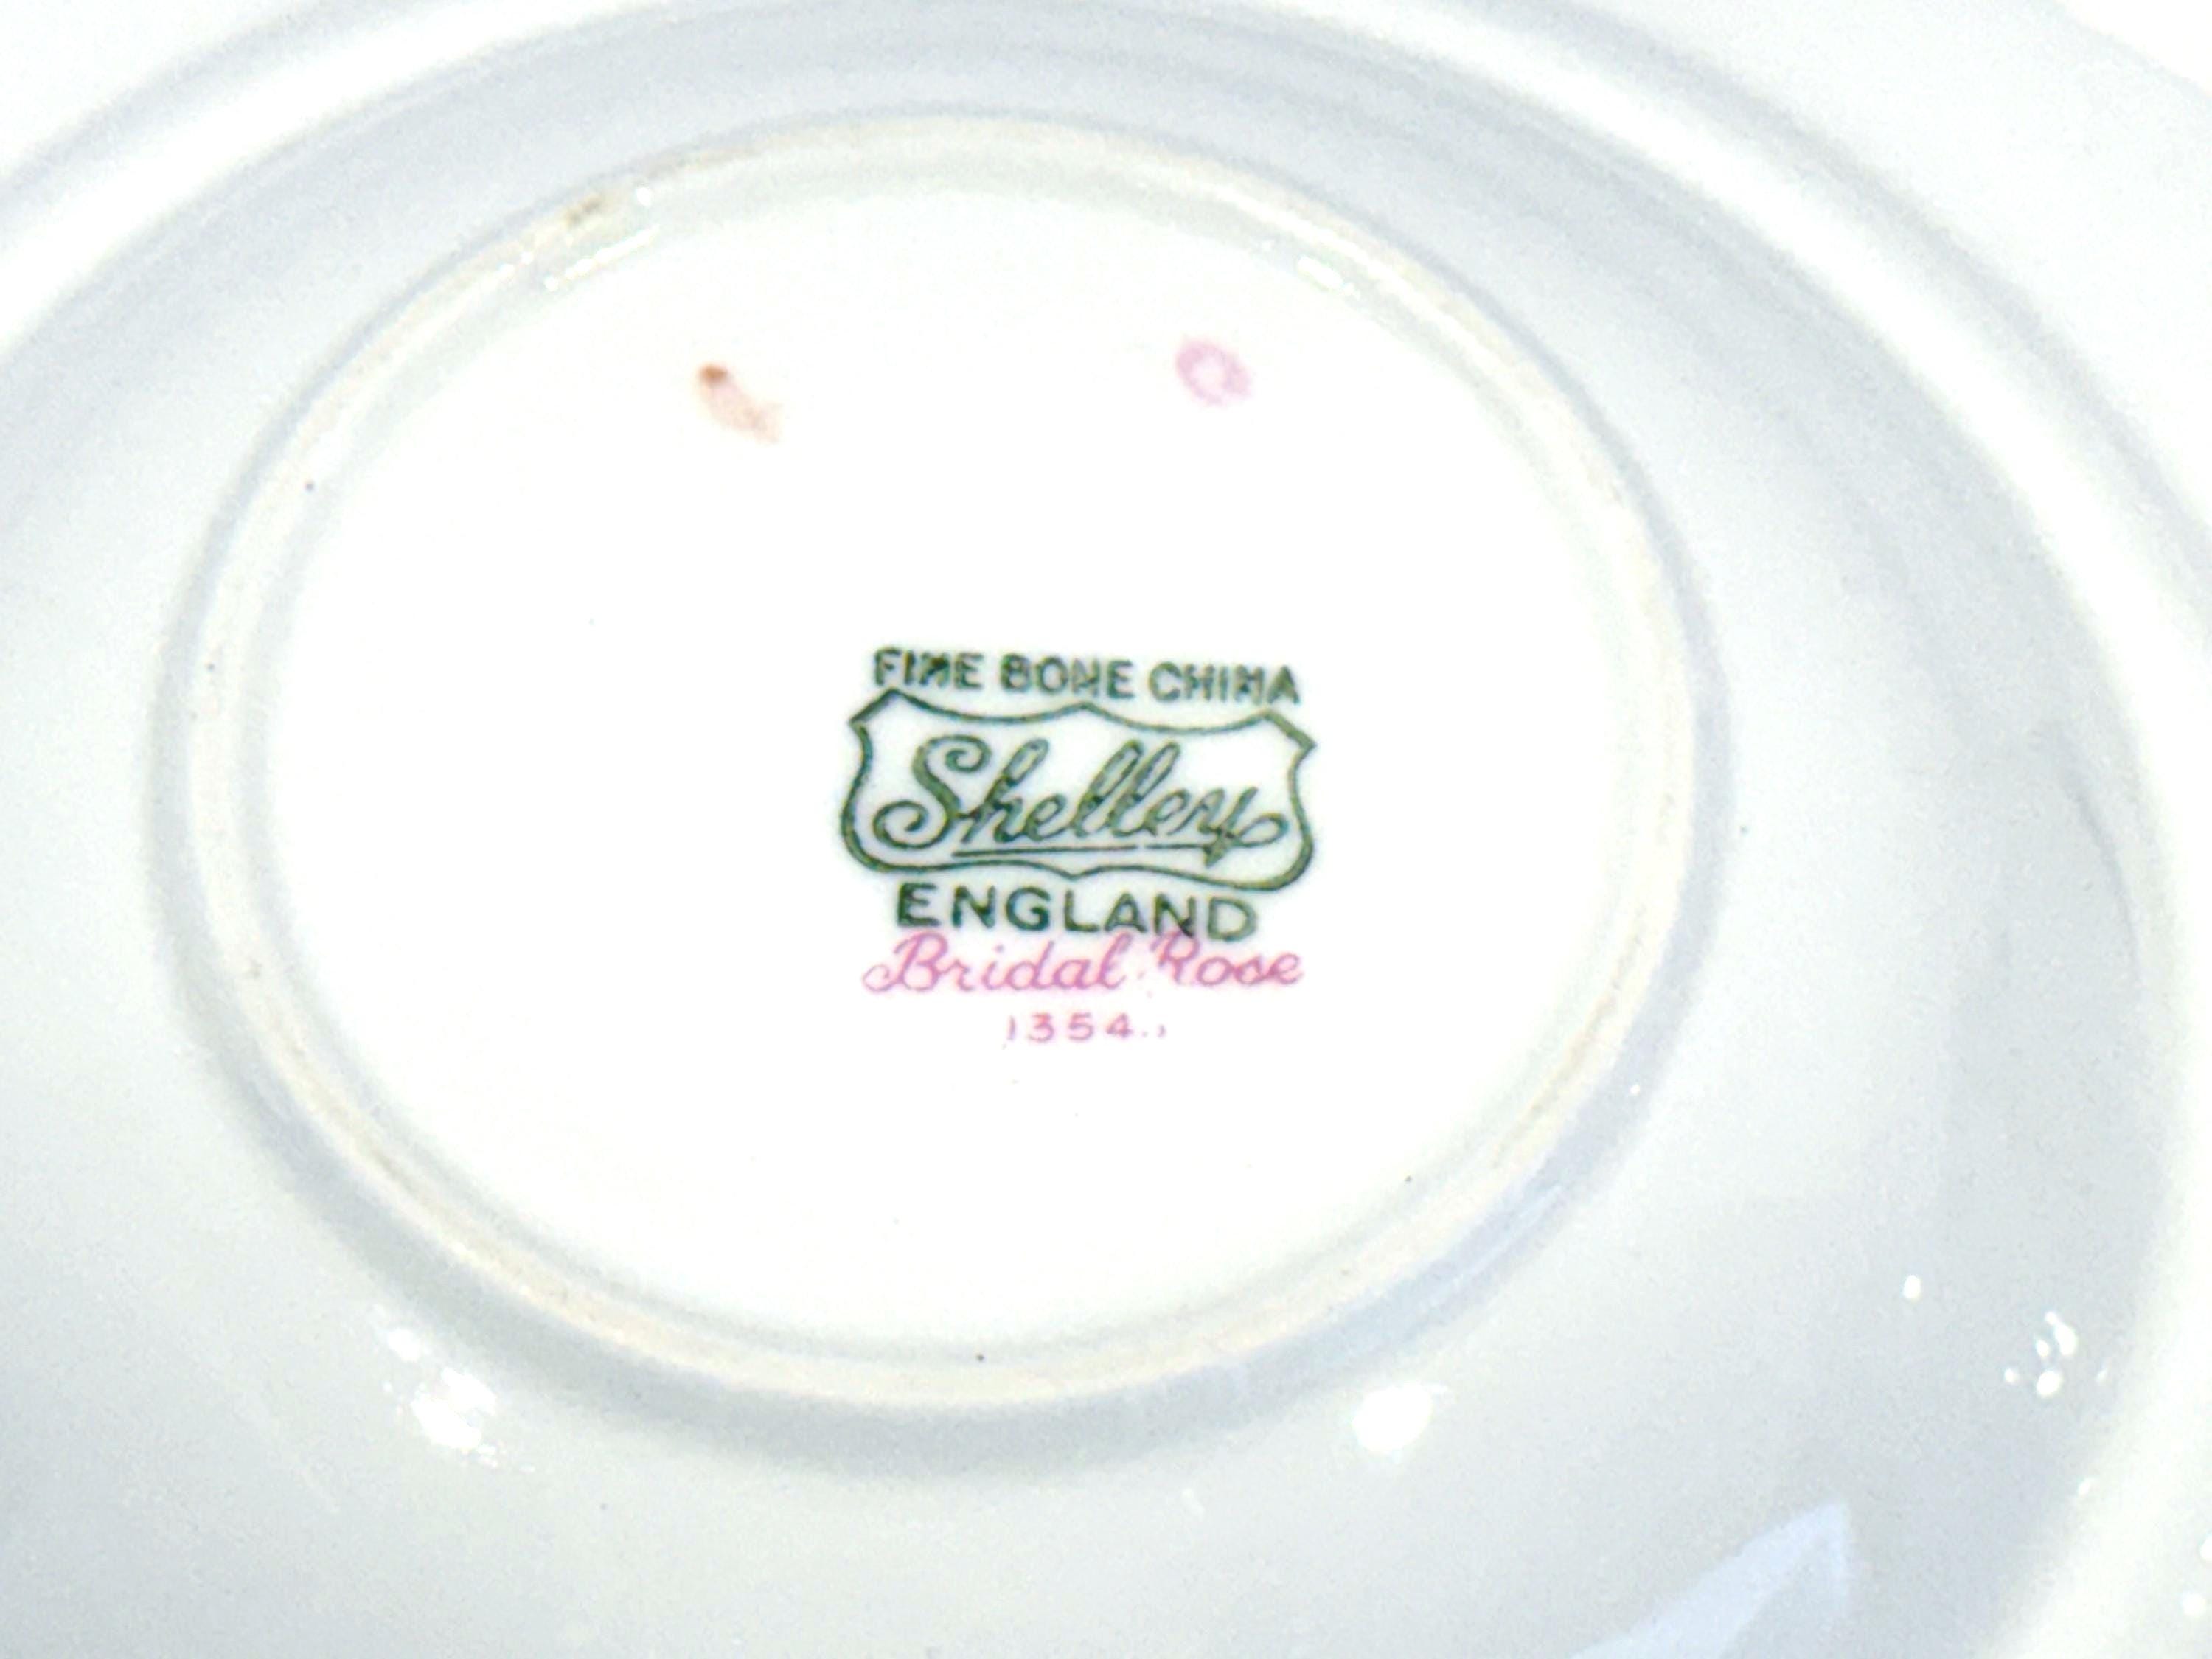 FINE BONE CHINA
Shelley
ENGLAND
Bridal Rose
1354